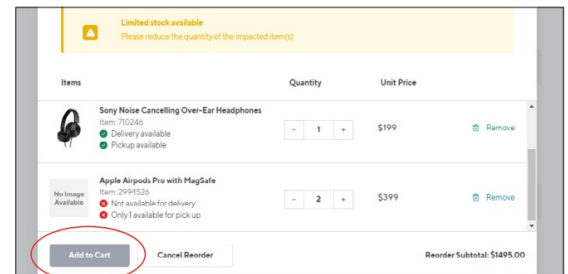 Limited stock available
Please reduce the quantity of the impacted item(s)
Items Quantity Unit Price
Sony Noise Cancelling Over-Ear Headphones
Item: 710246
Delivery available
Pickup available
- 1 +
$199
Remove
No Image
Available
Apple Airpods Pro with MagSafe
Item: 2994526
Not available for delivery
Only 1 available for pick up
- 2 +
$399
Remove
Add to Cart
Cancel Reorder
Reorder Subtotal: $1495.00